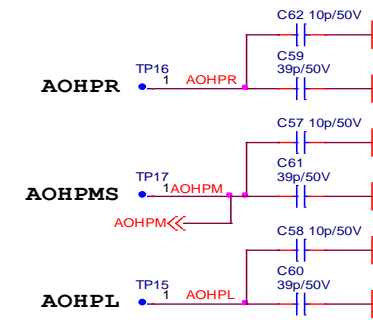 C62 10p/50V
C59
39p/50V
TP16
1
AOHPR
AOHPR
C57 10p/50V
C61
39p/50V
TP17
1
AOHPM
AOHPMS
AOHPM
C58 10p/50V
C60
39p/50V
TP15
1
AOHPL
AOHPL